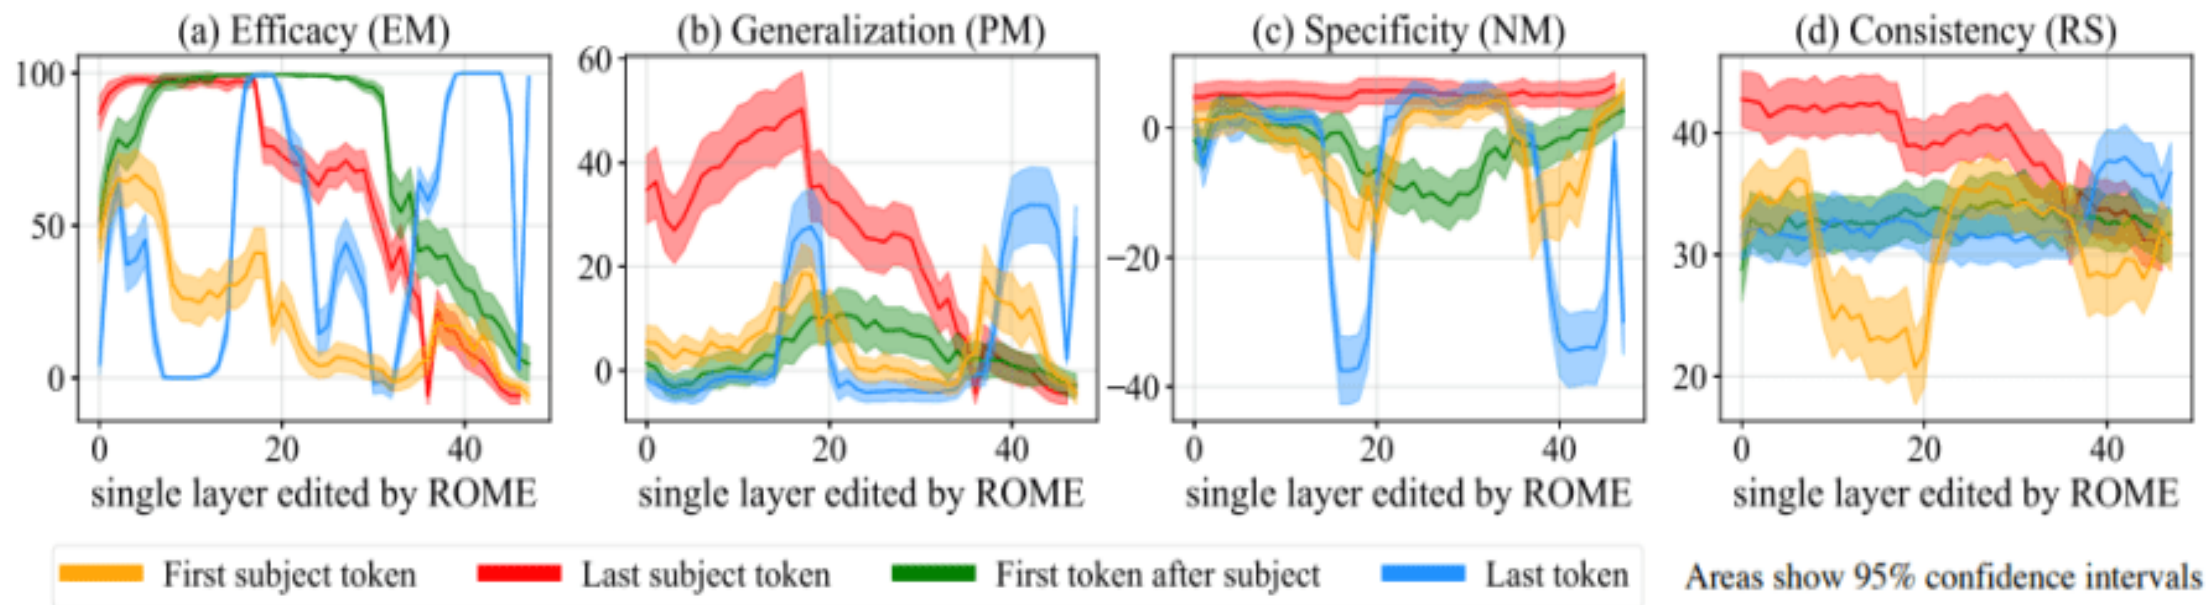 (a) Efficacy (EM) (b) Generalization (PM) (c) Specificity (NM) (d) Consistency (RS)
100
50
0
0 20 40
single layer edited by ROME
60
40
20
0
0 20 40
single layer edited by ROME
0
−20
−40
0 20 40
single layer edited by ROME
40
30
20
0 20 40
single layer edited by ROME
First subject token Last subject token First token after subject Last token Areas show 95% confidence intervals